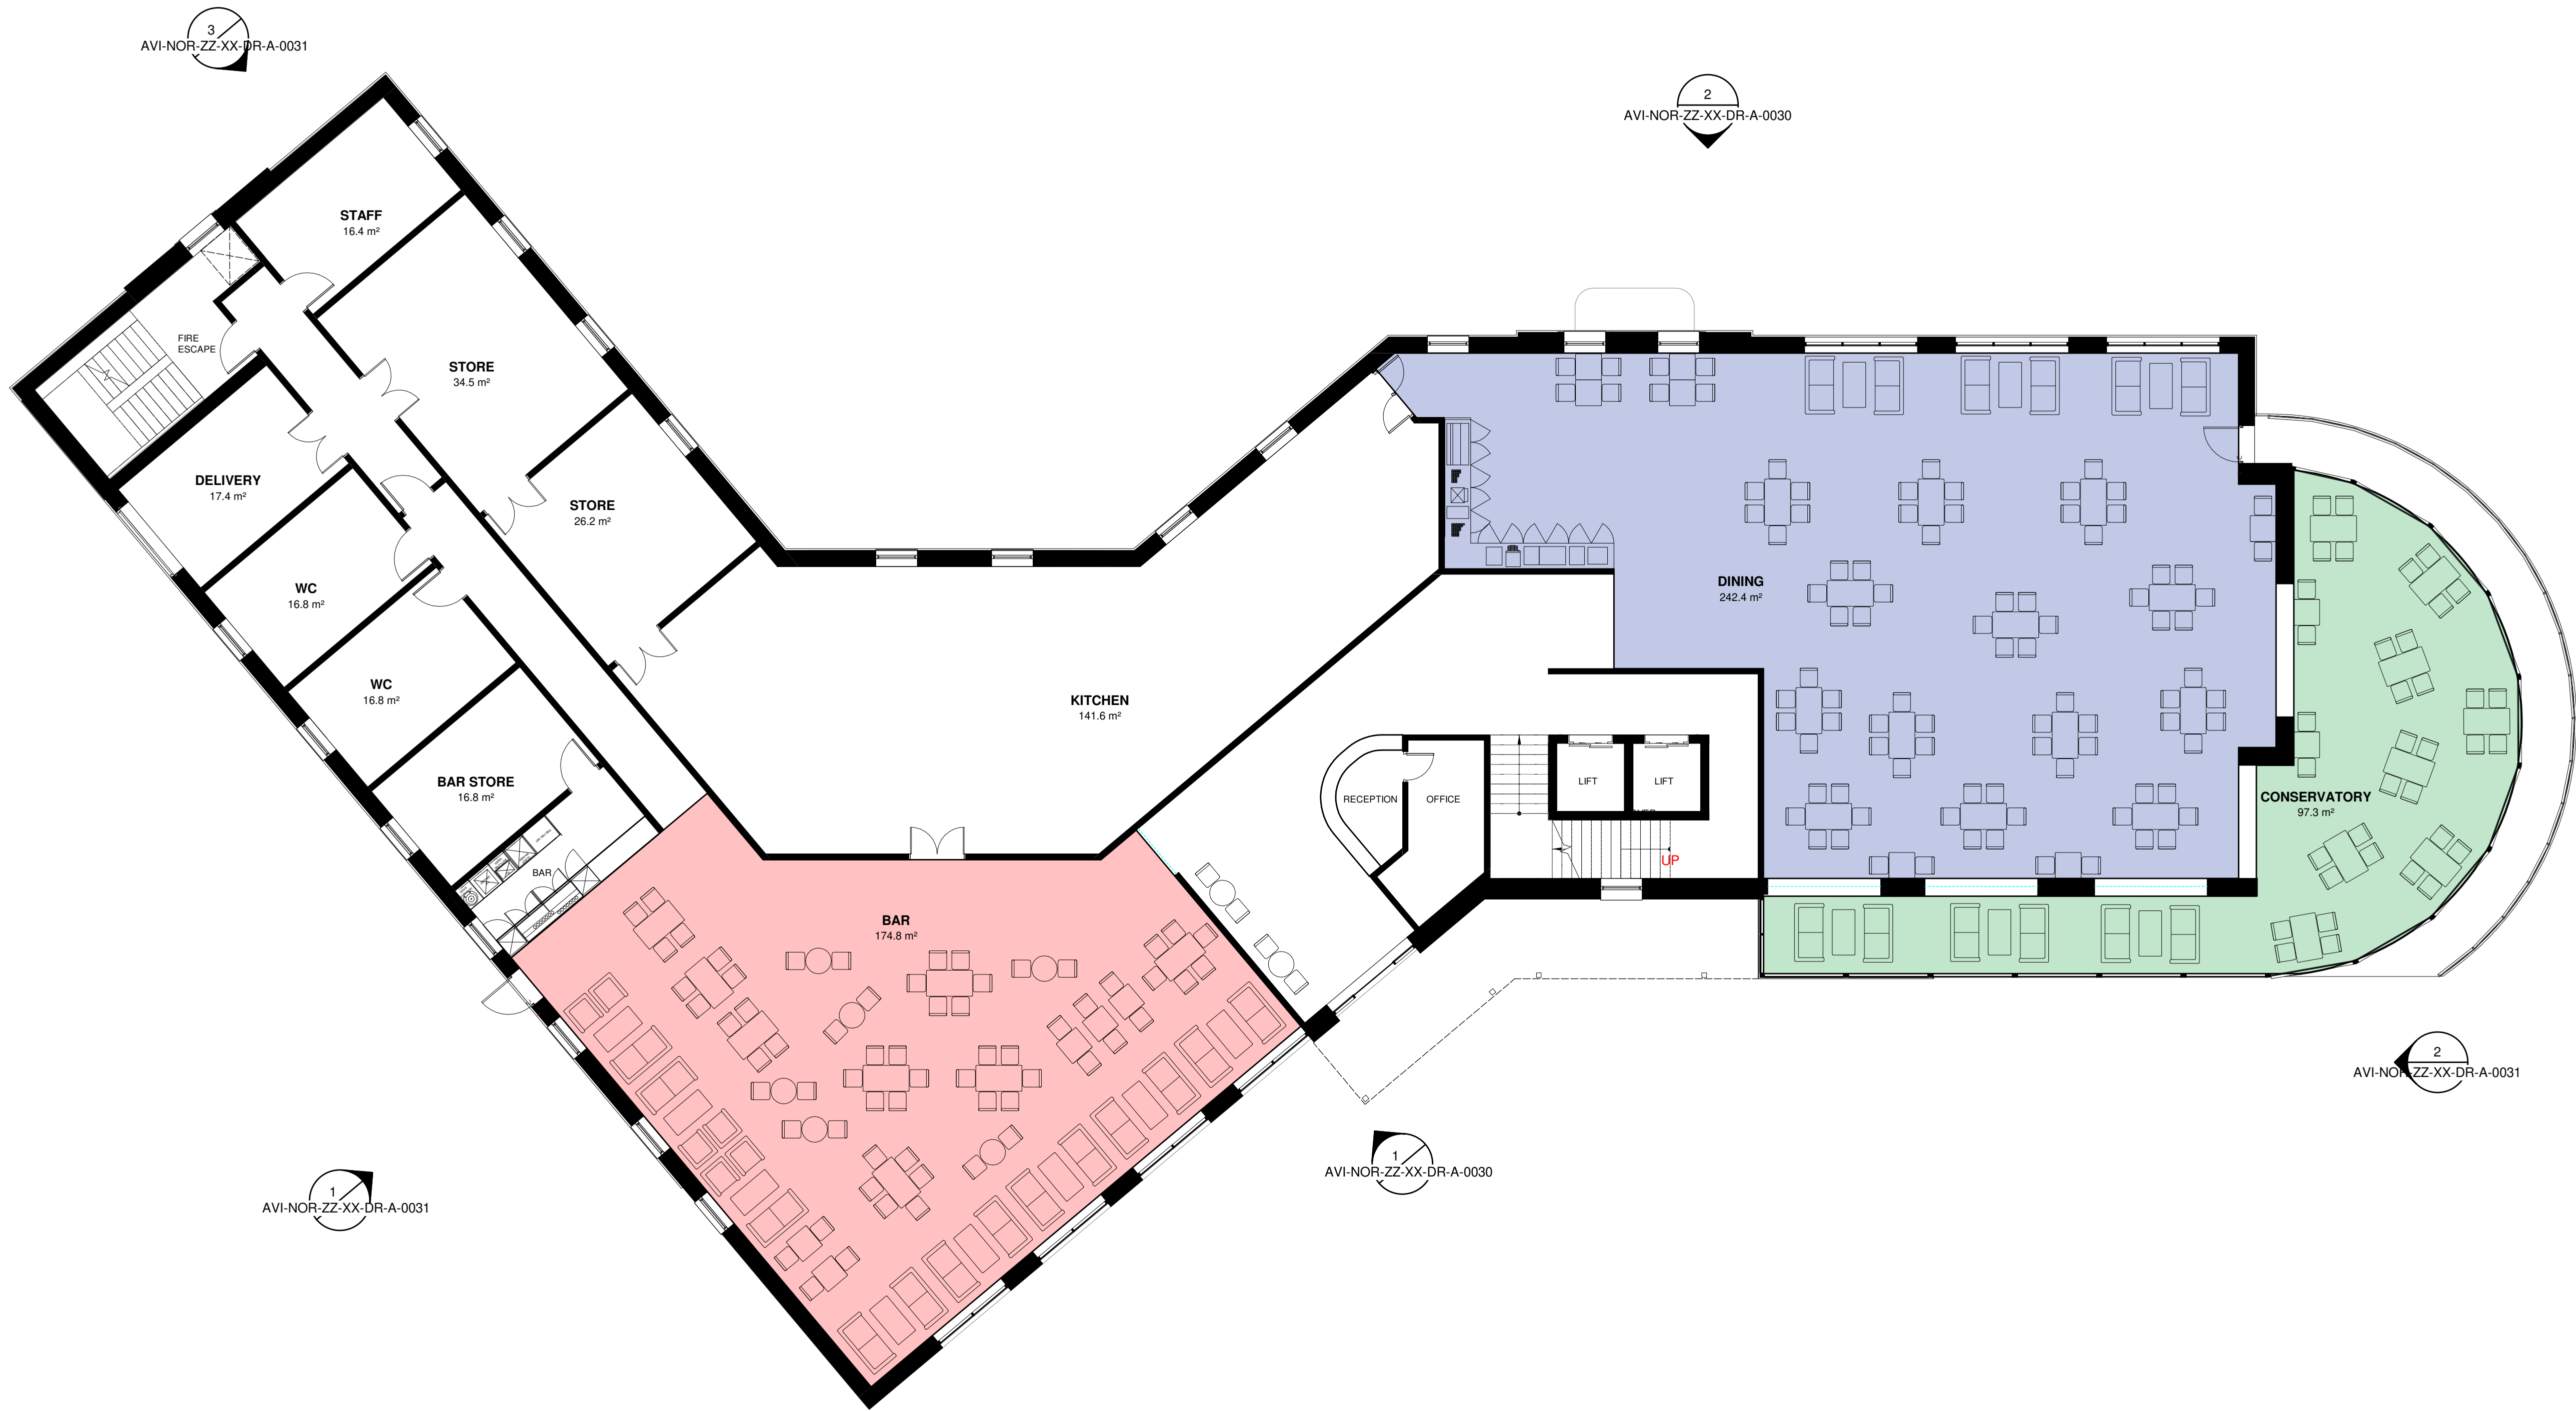 3
AVI-NOR-ZZ-XX-DR-A-0031
2
AVI-NOR-ZZ-XX-DR-A-0030
STAFF
16.4 m²
FIRE
ESCAPE
STORE
34.5 m²
DELIVERY
17.4 m²
STORE
26.2 m²
WC
16.8 m²
WC
16.8 m²
BAR STORE
16.8 m²
BAR
KITCHEN
141.6 m²
DINING
242.4 m²
RECEPTION
OFFICE
LIFT
LIFT
UP
CONSERVATORY
97.3 m²
BAR
174.8 m²
2
AVI-NOR-ZZ-XX-DR-A-0031
1
AVI-NOR-ZZ-XX-DR-A-0030
1
AVI-NOR-ZZ-XX-DR-A-0031